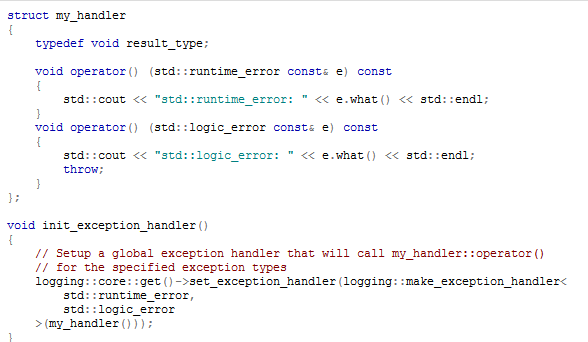 struct my_handler
{
    typedef void result_type;

    void operator() (std::runtime_error const& e) const
    {
        std::cout << "std::runtime_error: " << e.what() << std::endl;
    }
    void operator() (std::logic_error const& e) const
    {
        std::cout << "std::logic_error: " << e.what() << std::endl;
        throw;
    }
};

void init_exception_handler()
{
    // Setup a global exception handler that will call my_handler::operator()
    // for the specified exception types
    logging::core::get()->set_exception_handler(logging::make_exception_handler<
        std::runtime_error,
        std::logic_error
    >(my_handler()));
}